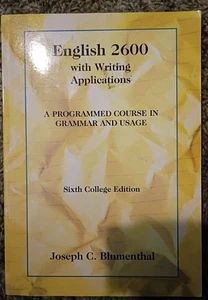 English 2600
with Writing
Applications
A PROGRAMMED COURSE IN
GRAMMAR AND USAGE
Sixth College Edition
Joseph C. Blumenthal